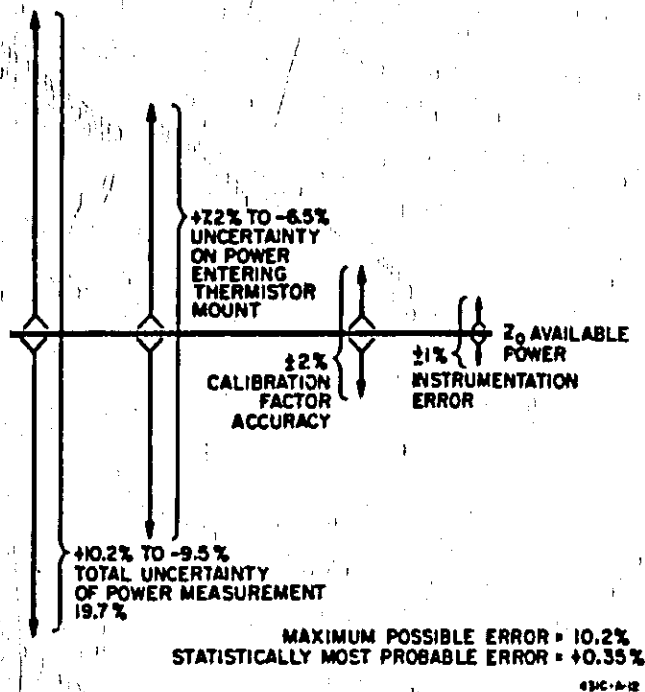 +7.2% TO -6.5%
UNCERTAINTY
ON POWER
ENTERING
THERMISTOR
MOUNT
Z₀ AVAILABLE
POWER
±2%
CALIBRATION
FACTOR
ACCURACY
±1%
INSTRUMENTATION
ERROR
+10.2% TO -9.5%
TOTAL UNCERTAINTY
OF POWER MEASUREMENT
19.7%
MAXIMUM POSSIBLE ERROR = 10.2%
STATISTICALLY MOST PROBABLE ERROR = +0.35%
431C-A-12